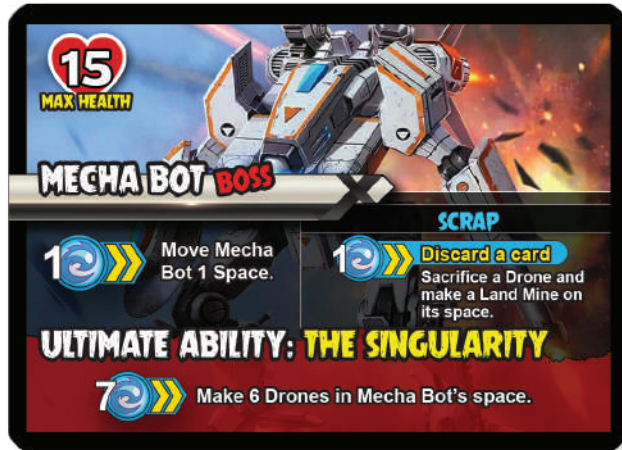 15
MAX HEALTH
MECHA BOT BOSS
1 Move Mecha
Bot 1 Space.
SCRAP
1 Discard a card
Sacrifice a Drone and
make a Land Mine on
its space.
ULTIMATE ABILITY: THE SINGULARITY
7 Make 6 Drones in Mecha Bot's space.